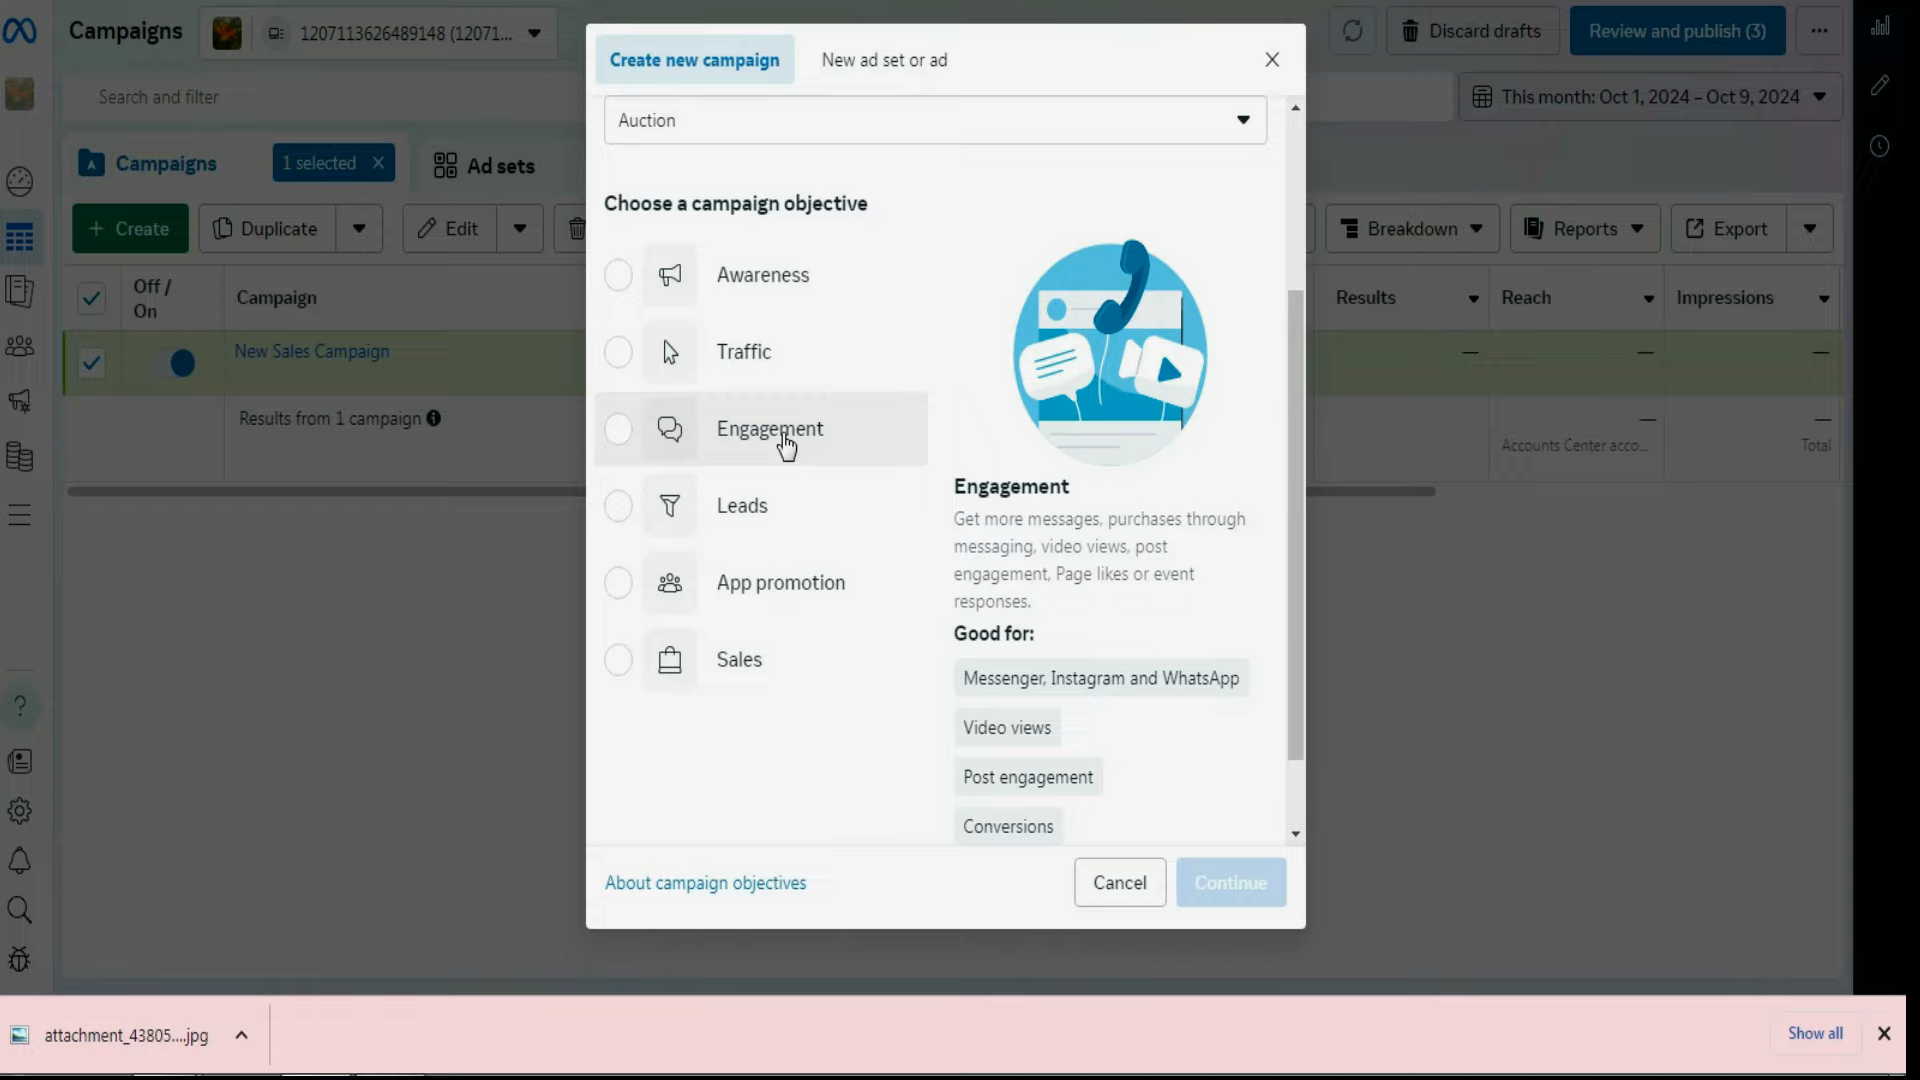 Campaigns
1207113626489148 (12071...
Discard drafts
Review and publish (3)
Search and filter
This month: Oct 1, 2024 – Oct 9, 2024
Campaigns
1 selected
Ad sets
+ Create
Duplicate
Edit
Breakdown
Reports
Export
Off /
On
Campaign
Results
Reach
Impressions
New Sales Campaign
—
—
—
Results from 1 campaign
—
—
Accounts Center acco...
Total
Create new campaign
New ad set or ad
Auction
Choose a campaign objective
Awareness
Traffic
Engagement
Leads
App promotion
Sales
Engagement
Get more messages, purchases through
messaging, video views, post
engagement, Page likes or event
responses.
Good for:
Messenger, Instagram and WhatsApp
Video views
Post engagement
Conversions
About campaign objectives
Cancel
Continue
attachment_43805....jpg
Show all